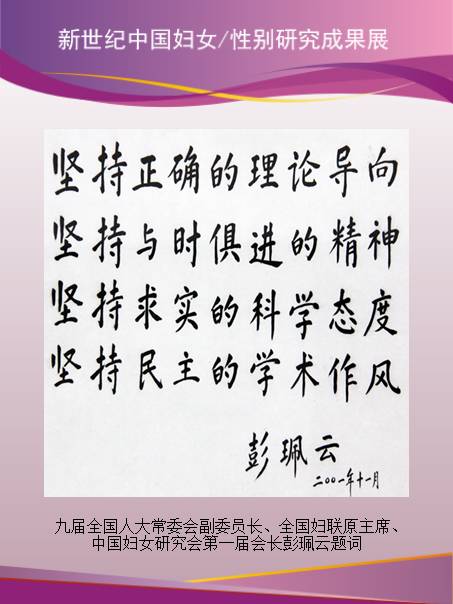 新世纪中国妇女/性别研究成果展
坚持正确的理论导向
坚持与时俱进的精神
坚持求实的科学态度
坚持民主的学术作风
彭珮云
二〇〇一年十一月
九届全国人大常委会副委员长、全国妇联原主席、
中国妇女研究会第一届会长彭珮云题词